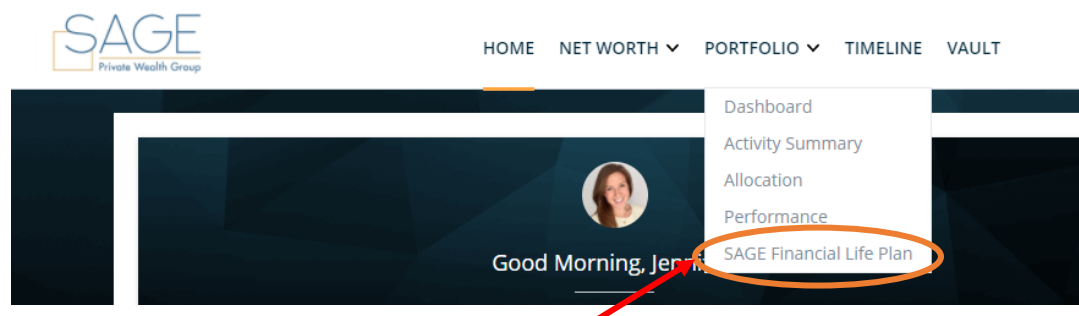 SAGE
Private Wealth Group
HOME NET WORTH PORTFOLIO TIMELINE VAULT
Dashboard
Activity Summary
Allocation
Performance
SAGE Financial Life Plan
Good Morning,